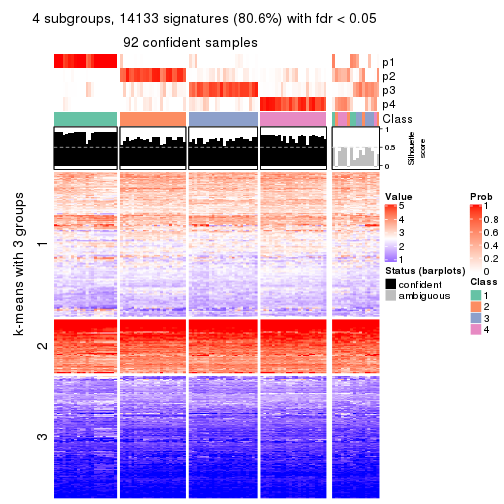 4 subgroups, 14133 signatures (80.6%) with fdr < 0.05
92 confident samples
p1
p2
p3
p4
Class
1
0.5
0
Silhouette
score
k-means with 3 groups
1
2
3
Value
5
4
3
2
1
Status (barplots)
confident
ambiguous
Prob
1
0.8
0.6
0.4
0.2
0
Class
1
2
3
4